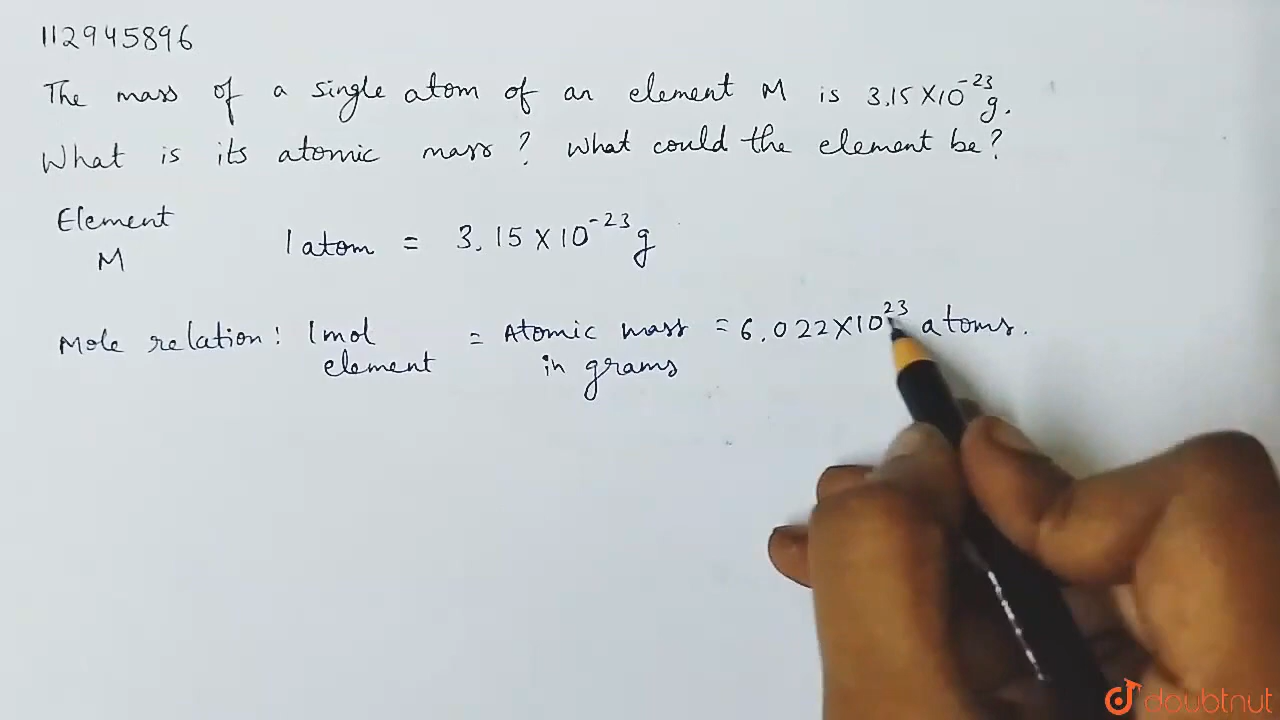 112945896
The mass of a single atom of an element M is 3.15×10⁻²³g.
What is its atomic mass? What could the element be?
Element
M
1 atom = 3.15×10⁻²³g
Mole relation: 1 mol element = Atomic mass in grams = 6.022×10²³ atoms.
doubtnut